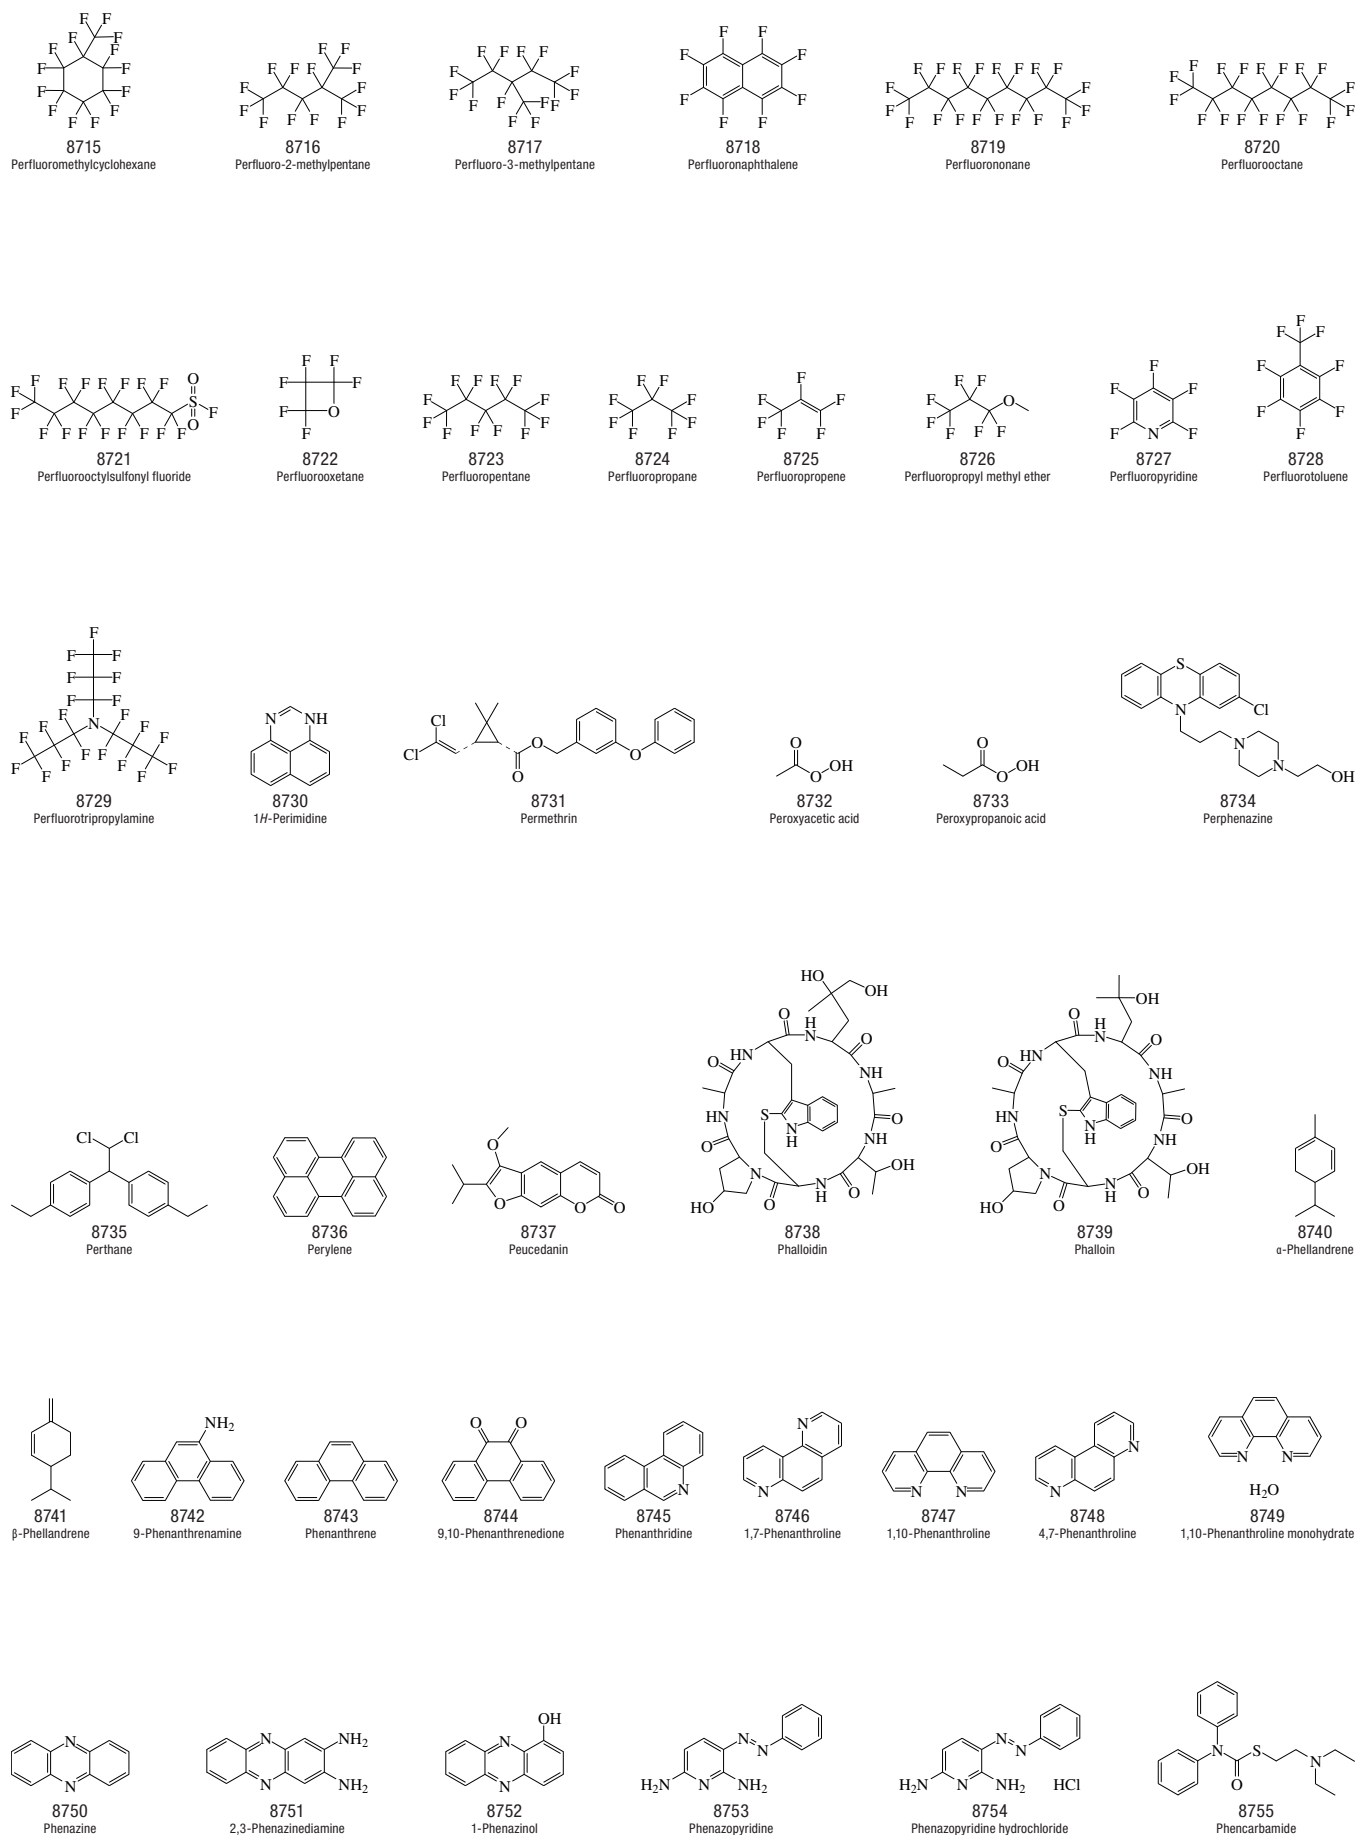 8715 8716 8717 8718 8719 8720
Perfluoromethylcyclohexane Perfluoro-2-methylpentane Perfluoro-3-methylpentane Perfluoronaphthalene Perfluorononane Perfluorooctane
8721 8722 8723 8724 8725 8726 8727 8728
Perfluorooctylsulfonyl fluoride Perfluorooxetane Perfluoropentane Perfluoropropane Perfluoropropene Perfluoropropyl methyl ether Perfluoropyridine Perfluorotoluene
8729 8730 8731 8732 8733 8734
Perfluorotripropylamine 1H-Perimidine Permethrin Peroxyacetic acid Peroxypropanoic acid Perphenazine
8735 8736 8737 8738 8739 8740
Perthane Perylene Peucedanin Phalloidin Phalloin α-Phellandrene
H₂O
8741 8742 8743 8744 8745 8746 8747 8748 8749
β-Phellandrene 9-Phenanthrenamine Phenanthrene 9,10-Phenanthrenedione Phenanthridine 1,7-Phenanthroline 1,10-Phenanthroline 4,7-Phenanthroline 1,10-Phenanthroline monohydrate
HCl
8750 8751 8752 8753 8754 8755
Phenazine 2,3-Phenazinediamine 1-Phenazinol Phenazopyridine Phenazopyridine hydrochloride Phencarbamide